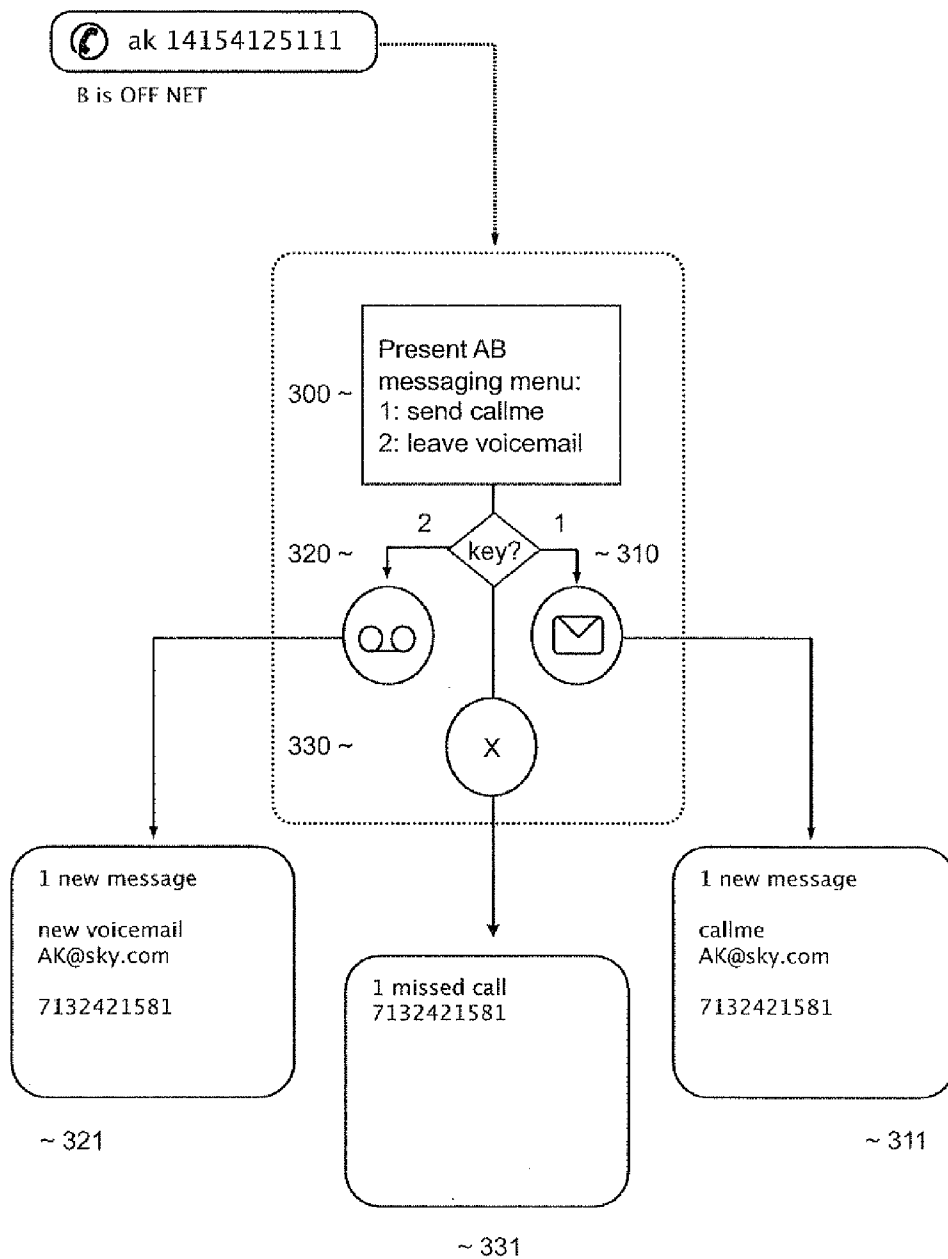 ak 14154125111
B is OFF NET
Present AB
messaging menu:
1: send callme
2: leave voicemail
300 ~
2
1
320 ~
key?
~ 310
330 ~
X
1 new message
new voicemail
AK@sky.com
7132421581
~ 321
1 missed call
7132421581
~ 331
1 new message
callme
AK@sky.com
7132421581
~ 311